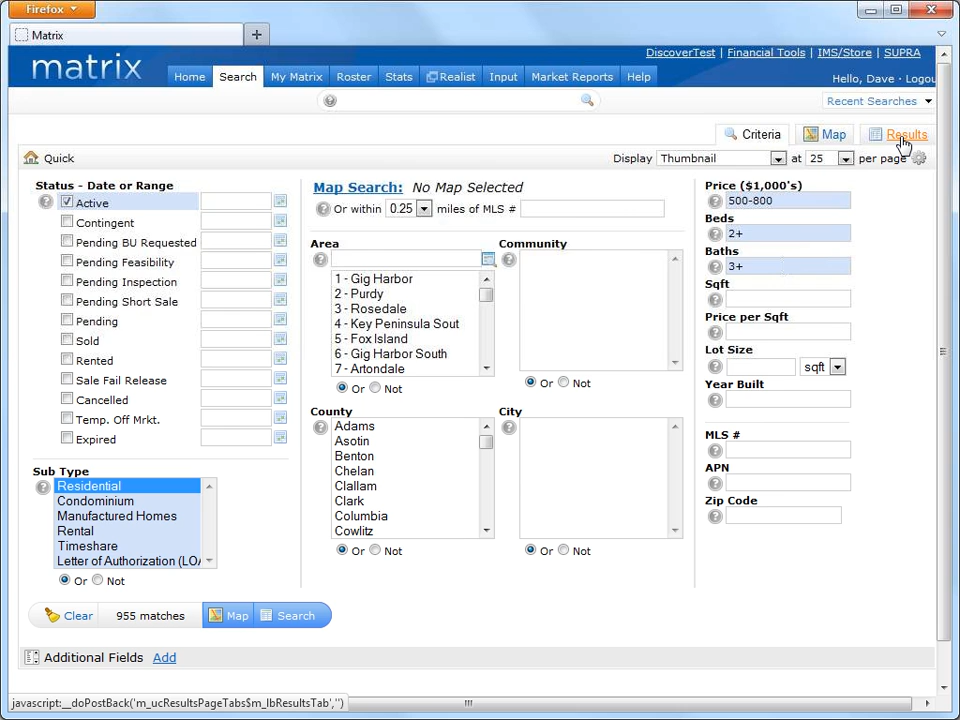 Firefox
Matrix
DiscoverTest | Financial Tools | IMS/Store | SUPRA
matrix
Home Search My Matrix Roster Stats Realist Input Market Reports Help
Hello, Dave · Logou
Recent Searches
Criteria Map Results
Quick
Display Thumbnail at 25 per page
Status - Date or Range
Active
Contingent
Pending BU Requested
Pending Feasibility
Pending Inspection
Pending Short Sale
Pending
Sold
Rented
Sale Fail Release
Cancelled
Temp. Off Mrkt.
Expired
Sub Type
Residential
Condominium
Manufactured Homes
Rental
Timeshare
Letter of Authorization (LO
Or Not
Map Search: No Map Selected
Or within 0.25 miles of MLS #
Area
1 - Gig Harbor
2 - Purdy
3 - Rosedale
4 - Key Peninsula Sout
5 - Fox Island
6 - Gig Harbor South
7 - Artondale
Or Not
Community
Or Not
County
Adams
Asotin
Benton
Chelan
Clallam
Clark
Columbia
Cowlitz
Or Not
City
Or Not
Price ($1,000's)
500-800
Beds
2+
Baths
3+
Sqft
Price per Sqft
Lot Size
sqft
Year Built
MLS #
APN
Zip Code
Clear 955 matches Map Search
Additional Fields Add
javascript:__doPostBack('m_ucResultsPageTabs$m_lbResultsTab','')